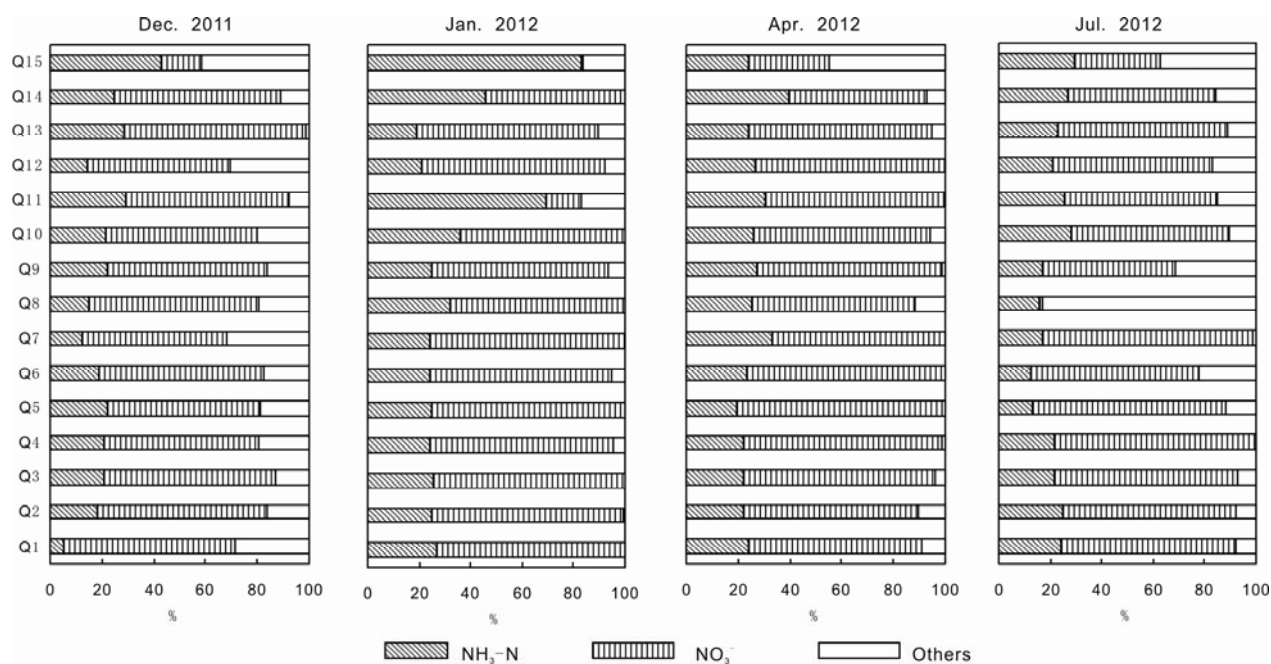 Dec. 2011 Jan. 2012 Apr. 2012 Jul. 2012
Q15
Q14
Q13
Q12
Q11
Q10
Q9
Q8
Q7
Q6
Q5
Q4
Q3
Q2
Q1
0 20 40 60 80 100 0 20 40 60 80 100 0 20 40 60 80 100 0 20 40 60 80 100
% % % %
NH₃-N NO₃⁻ Others